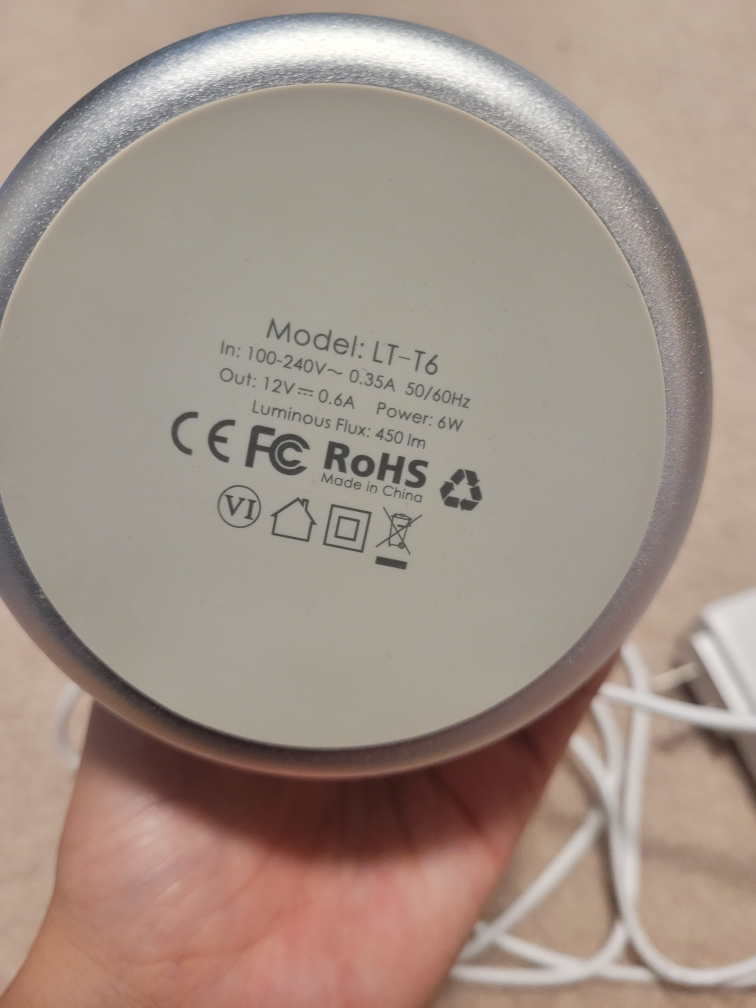 Model: LT-T6
In: 100-240V～ 0.35A 50/60Hz
Out: 12V⎓0.6A Power: 6W
Luminous Flux: 450 lm
CE FC RoHS
Made in China
VI